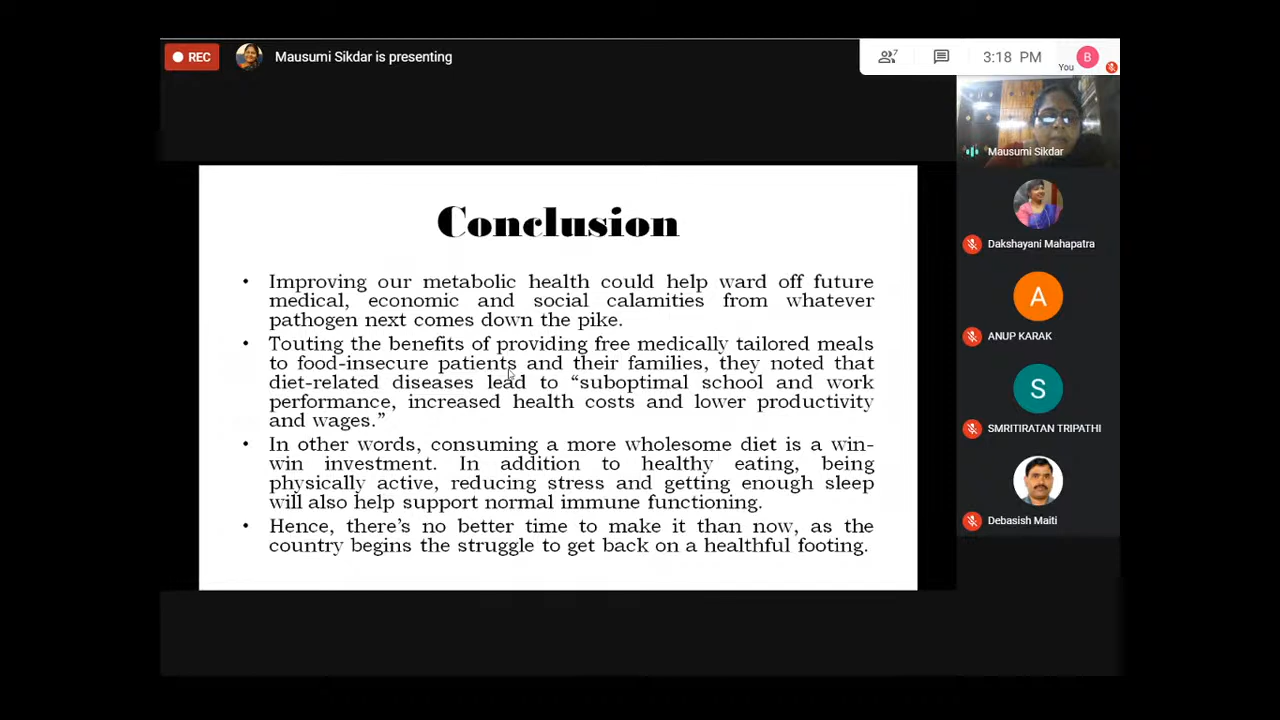 REC
Mausumi Sikdar is presenting
7
3:18 PM
You
B
Mausumi Sikdar
Dakshayani Mahapatra
A
ANUP KARAK
S
SMRITIRATAN TRIPATHI
Debasish Maiti
Conclusion
• Improving our metabolic health could help ward off future
medical, economic and social calamities from whatever
pathogen next comes down the pike.
• Touting the benefits of providing free medically tailored meals
to food-insecure patients and their families, they noted that
diet-related diseases lead to “suboptimal school and work
performance, increased health costs and lower productivity
and wages.”
• In other words, consuming a more wholesome diet is a win-
win investment. In addition to healthy eating, being
physically active, reducing stress and getting enough sleep
will also help support normal immune functioning.
• Hence, there’s no better time to make it than now, as the
country begins the struggle to get back on a healthful footing.